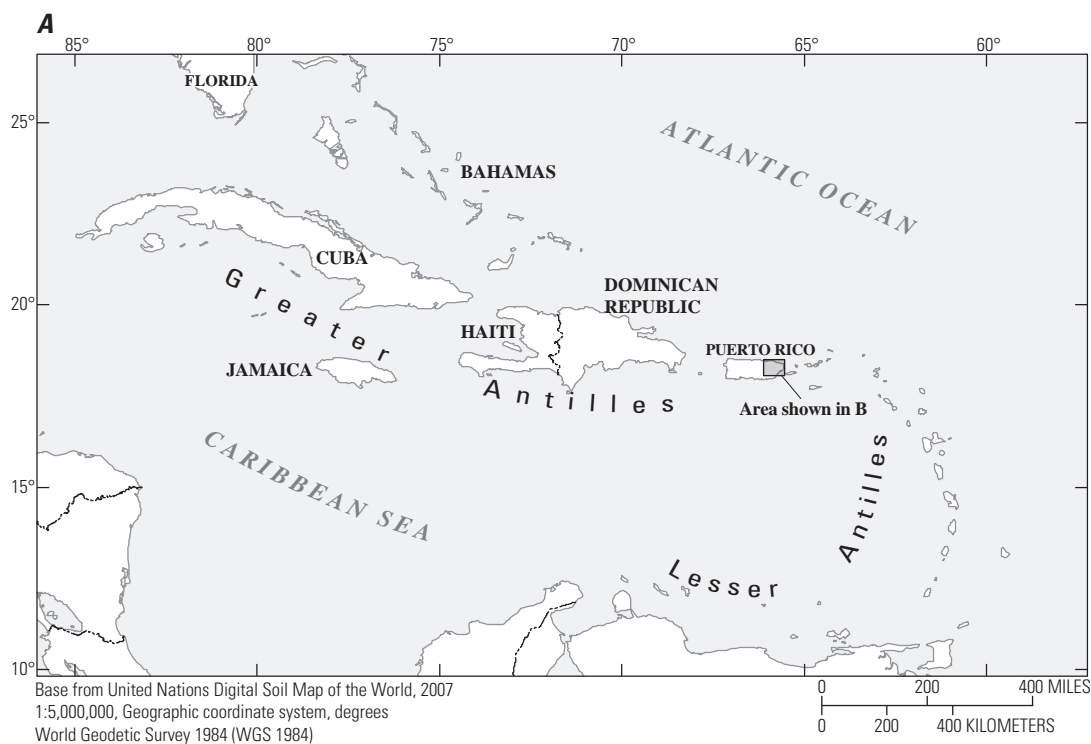 A
85° 80° 75° 70° 65° 60°
FLORIDA
25°
ATLANTIC OCEAN
BAHAMAS
CUBA
Greater
20°
DOMINICAN
REPUBLIC
HAITI
PUERTO RICO
JAMAICA
Antilles
Area shown in B
CARIBBEAN SEA
15°
Lesser
Antilles
10°
Base from United Nations Digital Soil Map of the World, 2007
1:5,000,000, Geographic coordinate system, degrees
World Geodetic Survey 1984 (WGS 1984)
0 200 400 MILES
0 200 400 KILOMETERS